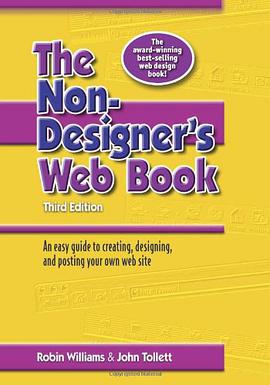 The
award-winning
best-selling
web design
book!
The
Non-
Designer's
Web Book
Third Edition
An easy guide to creating, designing,
and posting your own web site
Robin Williams & John Tollett